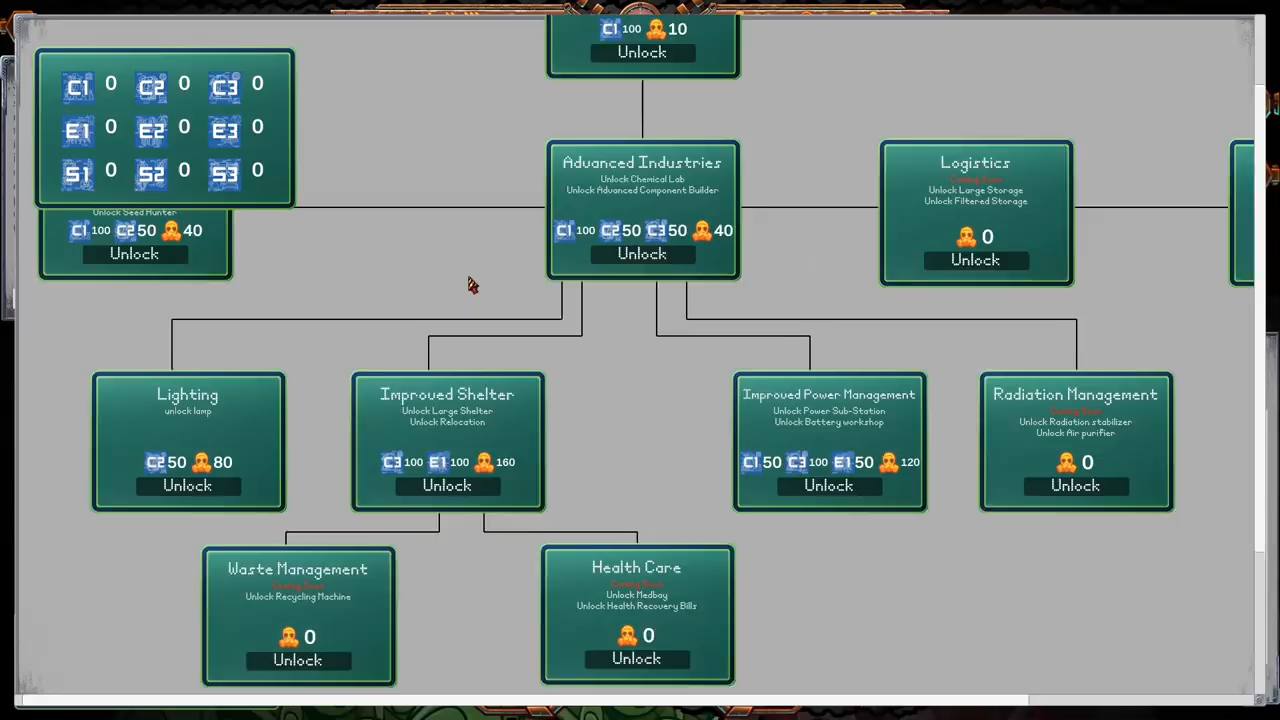 C1 100 10
Unlock
C1 0 C2 0 C3 0
E1 0 E2 0 E3 0
S1 0 S2 0 S3 0
Unlock Seed Hunter
C1 100 C2 50 40
Unlock
Advanced Industries
Unlock Chemical Lab
Unlock Advanced Component Builder
C1 100 C2 50 C3 50 40
Unlock
Logistics
Coming Soon
Unlock Large Storage
Unlock Filtered Storage
0
Unlock
Lighting
unlock lamp
C2 50 80
Unlock
Improved Shelter
Unlock Large Shelter
Unlock Relocation
C3 100 E1 100 160
Unlock
Improved Power Management
Unlock Power Sub-Station
Unlock Battery workshop
C1 50 C3 100 E1 50 120
Unlock
Radiation Management
Coming Soon
Unlock Radiation stabilizer
Unlock Air purifier
0
Unlock
Waste Management
Coming Soon
Unlock Recycling Machine
0
Unlock
Health Care
Coming Soon
Unlock Medbay
Unlock Health Recovery Bills
0
Unlock